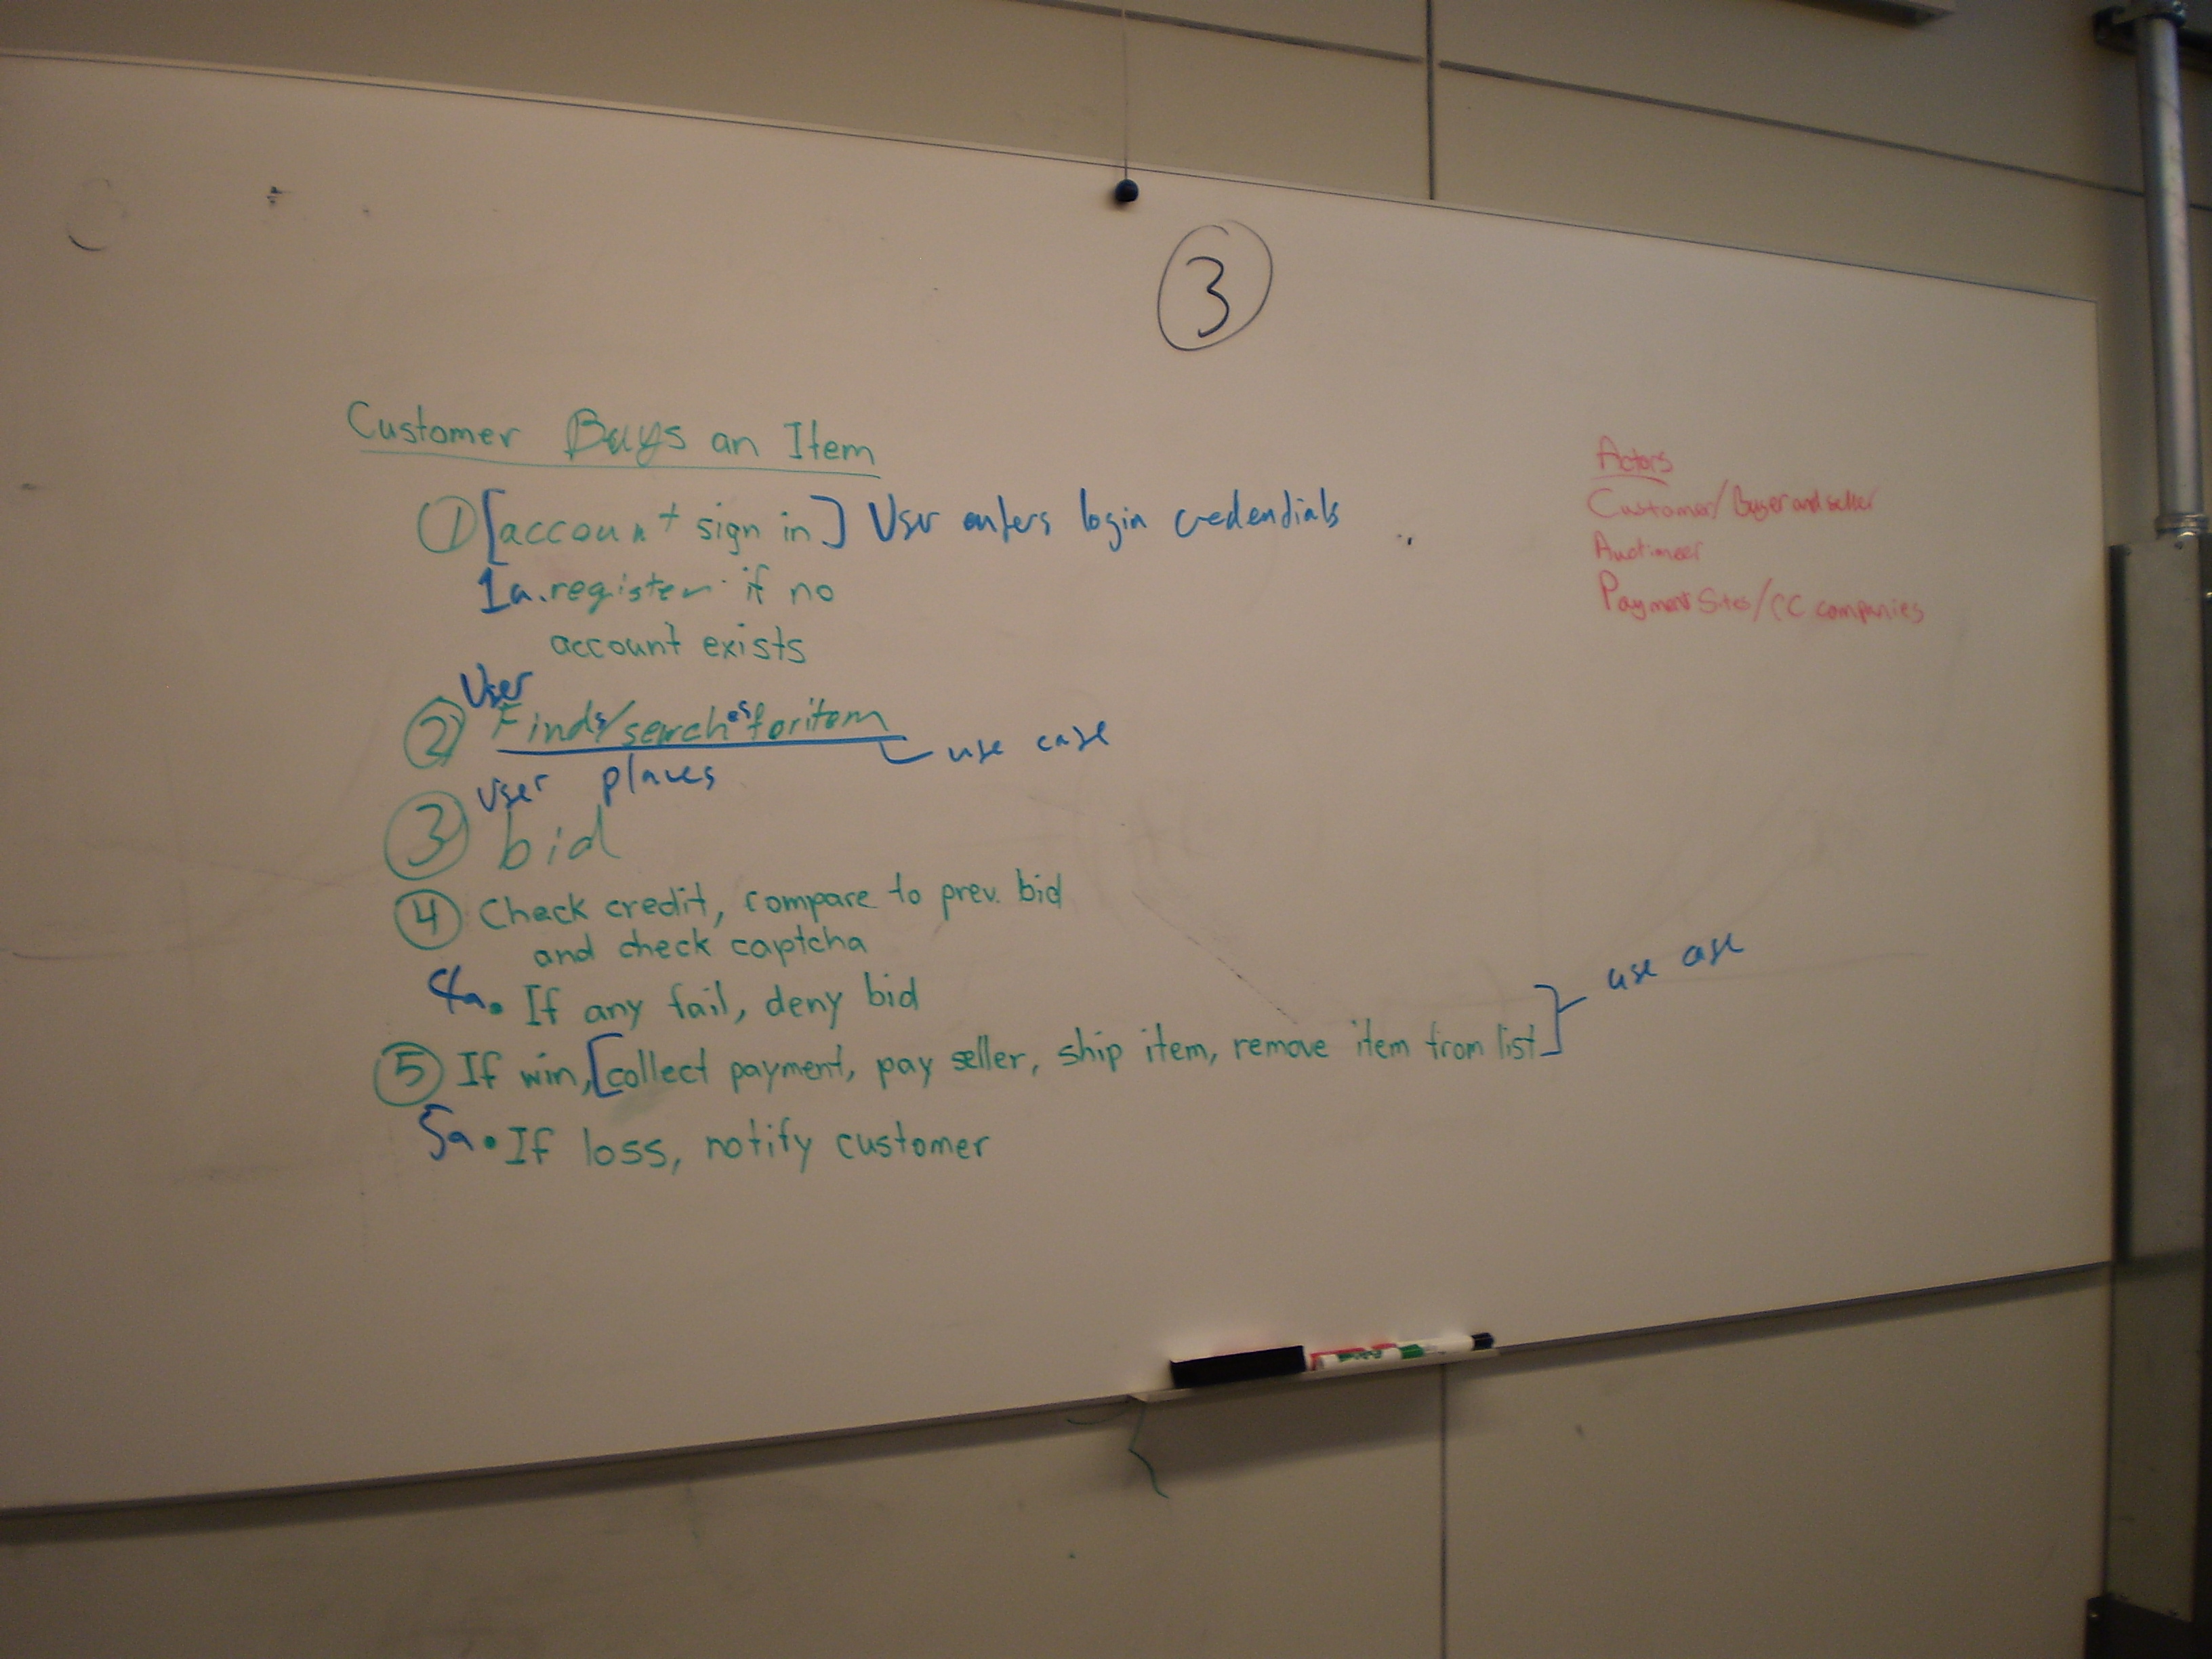 3
Customer Buys an Item
① [account sign in] User enters login credendials
1a. register if no
account exists
User
② Finds/searches for item
use case
User places
③ bid
④ Check credit, compare to prev. bid
and check captcha
4a. If any fail, deny bid
⑤ If win, [collect payment, pay seller, ship item, remove item from list]
use case
5a. If loss, notify customer
Actors
Customer/Buyer and seller
Auctineer
Payment Sites/CC companies